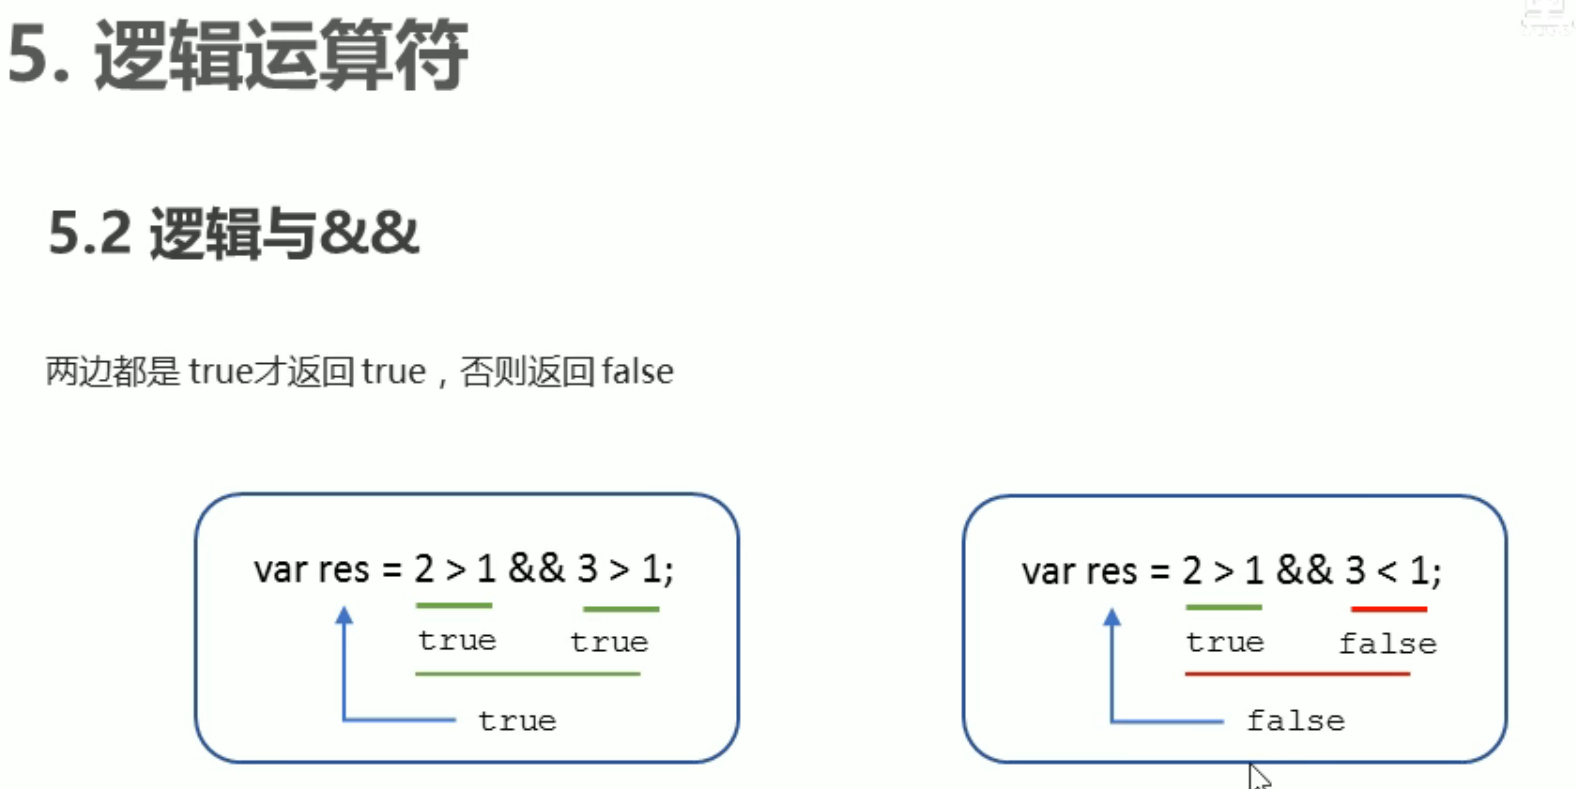 5. 逻辑运算符
5.2 逻辑与&&
两边都是 true才返回 true，否则返回 false
var res = 2 > 1 && 3 > 1;
true true
true
var res = 2 > 1 && 3 < 1;
true false
false